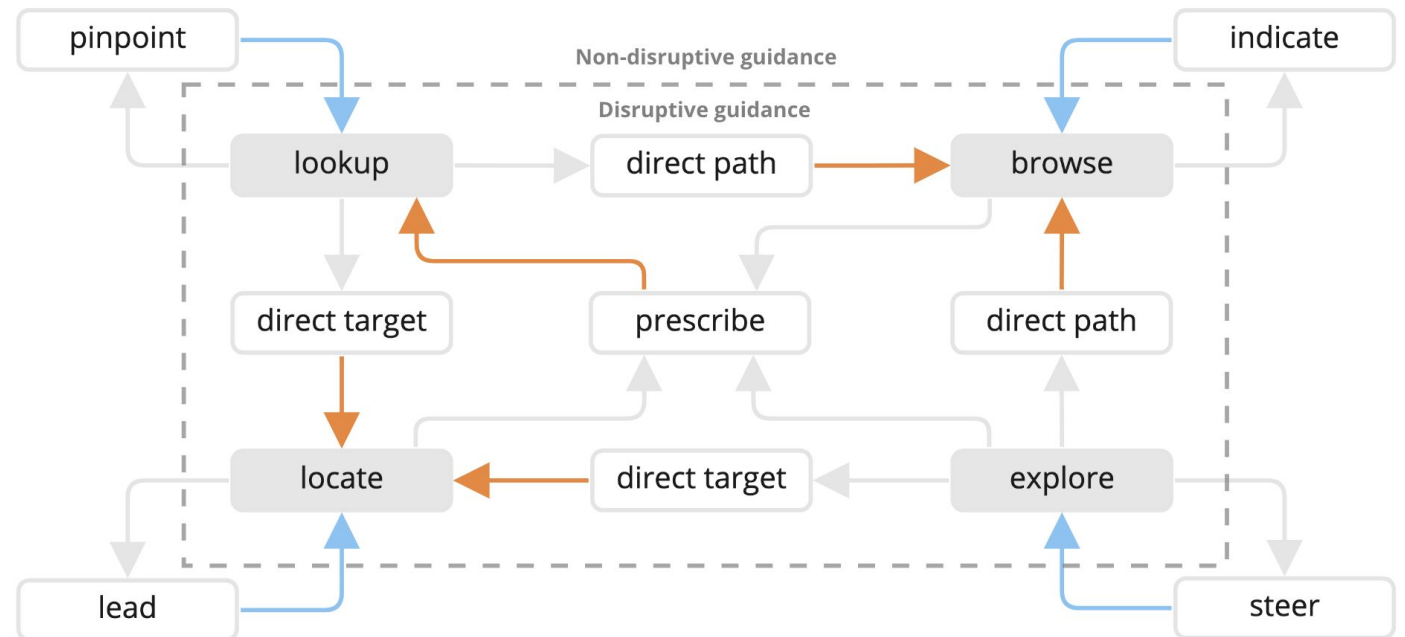 pinpoint
Non-disruptive guidance
indicate
Disruptive guidance
lookup
direct path
browse
direct target
prescribe
direct path
locate
direct target
explore
lead
steer